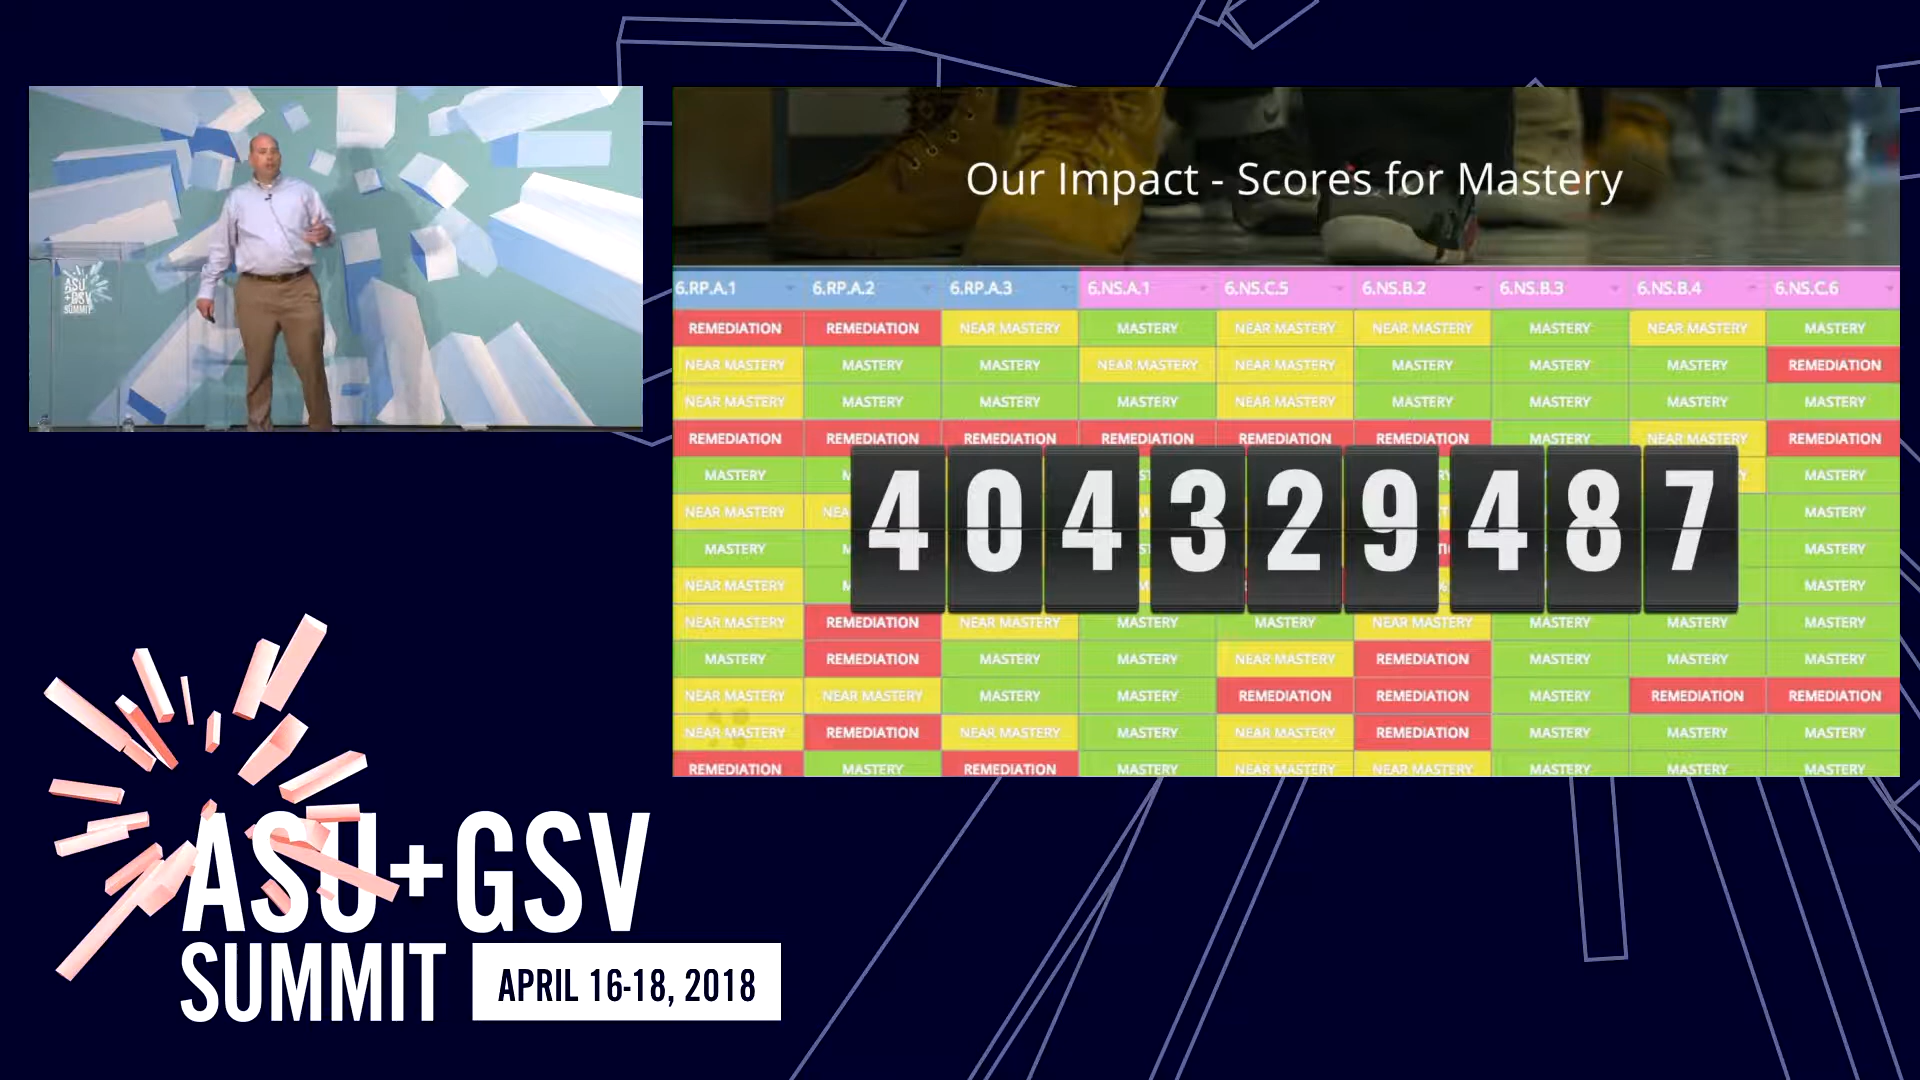 ASU
+GSV
SUMMIT
Our Impact - Scores for Mastery
6.RP.A.1 6.RP.A.2 6.RP.A.3 6.NS.A.1 6.NS.C.5 6.NS.B.2 6.NS.B.3 6.NS.B.4 6.NS.C.6
REMEDIATION REMEDIATION NEAR MASTERY MASTERY NEAR MASTERY NEAR MASTERY MASTERY NEAR MASTERY MASTERY
NEAR MASTERY MASTERY MASTERY NEAR MASTERY NEAR MASTERY MASTERY MASTERY MASTERY REMEDIATION
NEAR MASTERY MASTERY MASTERY MASTERY NEAR MASTERY MASTERY MASTERY MASTERY MASTERY
REMEDIATION REMEDIATION REMEDIATION REMEDIATION REMEDIATION REMEDIATION MASTERY NEAR MASTERY REMEDIATION
MASTERY MASTERY
NEAR MASTERY MASTERY
MASTERY MASTERY
NEAR MASTERY MASTERY
404329487
NEAR MASTERY REMEDIATION NEAR MASTERY MASTERY MASTERY NEAR MASTERY MASTERY MASTERY MASTERY
MASTERY REMEDIATION MASTERY MASTERY NEAR MASTERY REMEDIATION MASTERY MASTERY MASTERY
NEAR MASTERY NEAR MASTERY MASTERY MASTERY REMEDIATION REMEDIATION MASTERY REMEDIATION REMEDIATION
NEAR MASTERY REMEDIATION NEAR MASTERY MASTERY NEAR MASTERY REMEDIATION MASTERY MASTERY MASTERY
REMEDIATION MASTERY REMEDIATION MASTERY NEAR MASTERY NEAR MASTERY MASTERY MASTERY MASTERY
ASU+GSV
SUMMIT APRIL 16-18, 2018